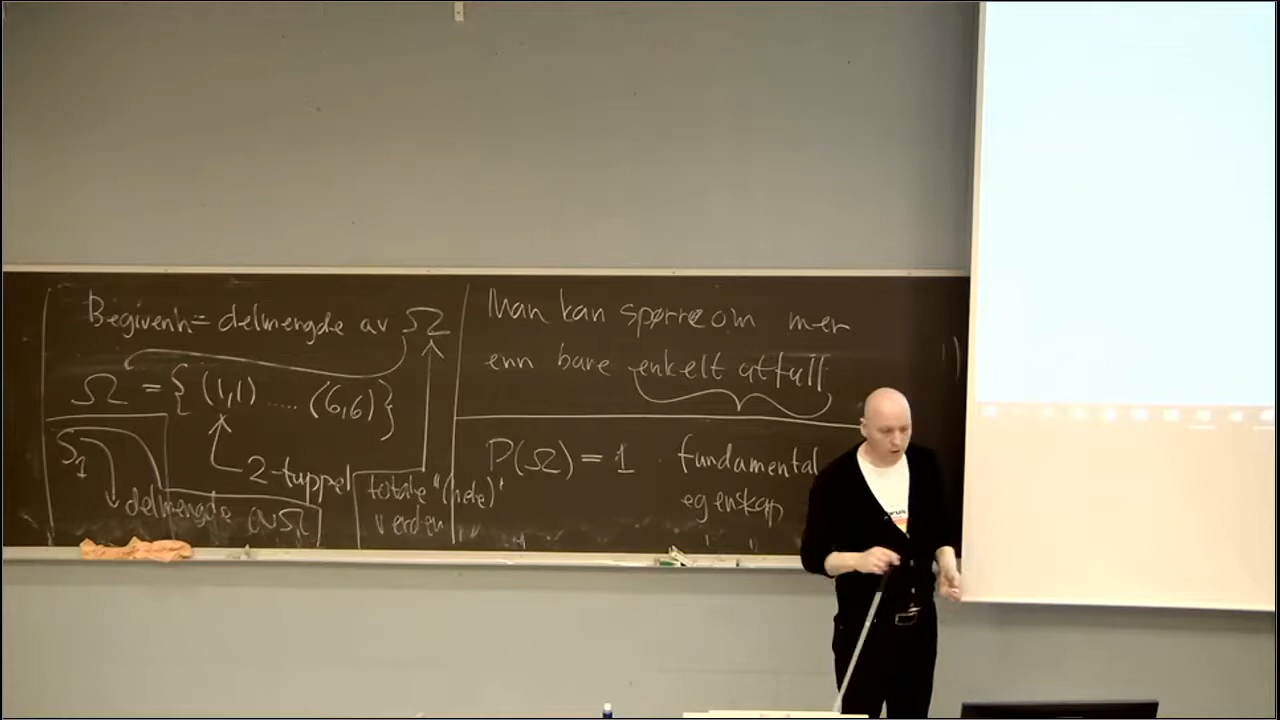 Begivenh = delmengde av Ω
Ω = {(1,1) ..... (6,6)}
S1
2-tuppel
delmengde av Ω
totale "(hele)"
verden
Man kan spørre om mer
enn bare enkelt utfall
P(Ω) = 1 . fundamental
egenskap